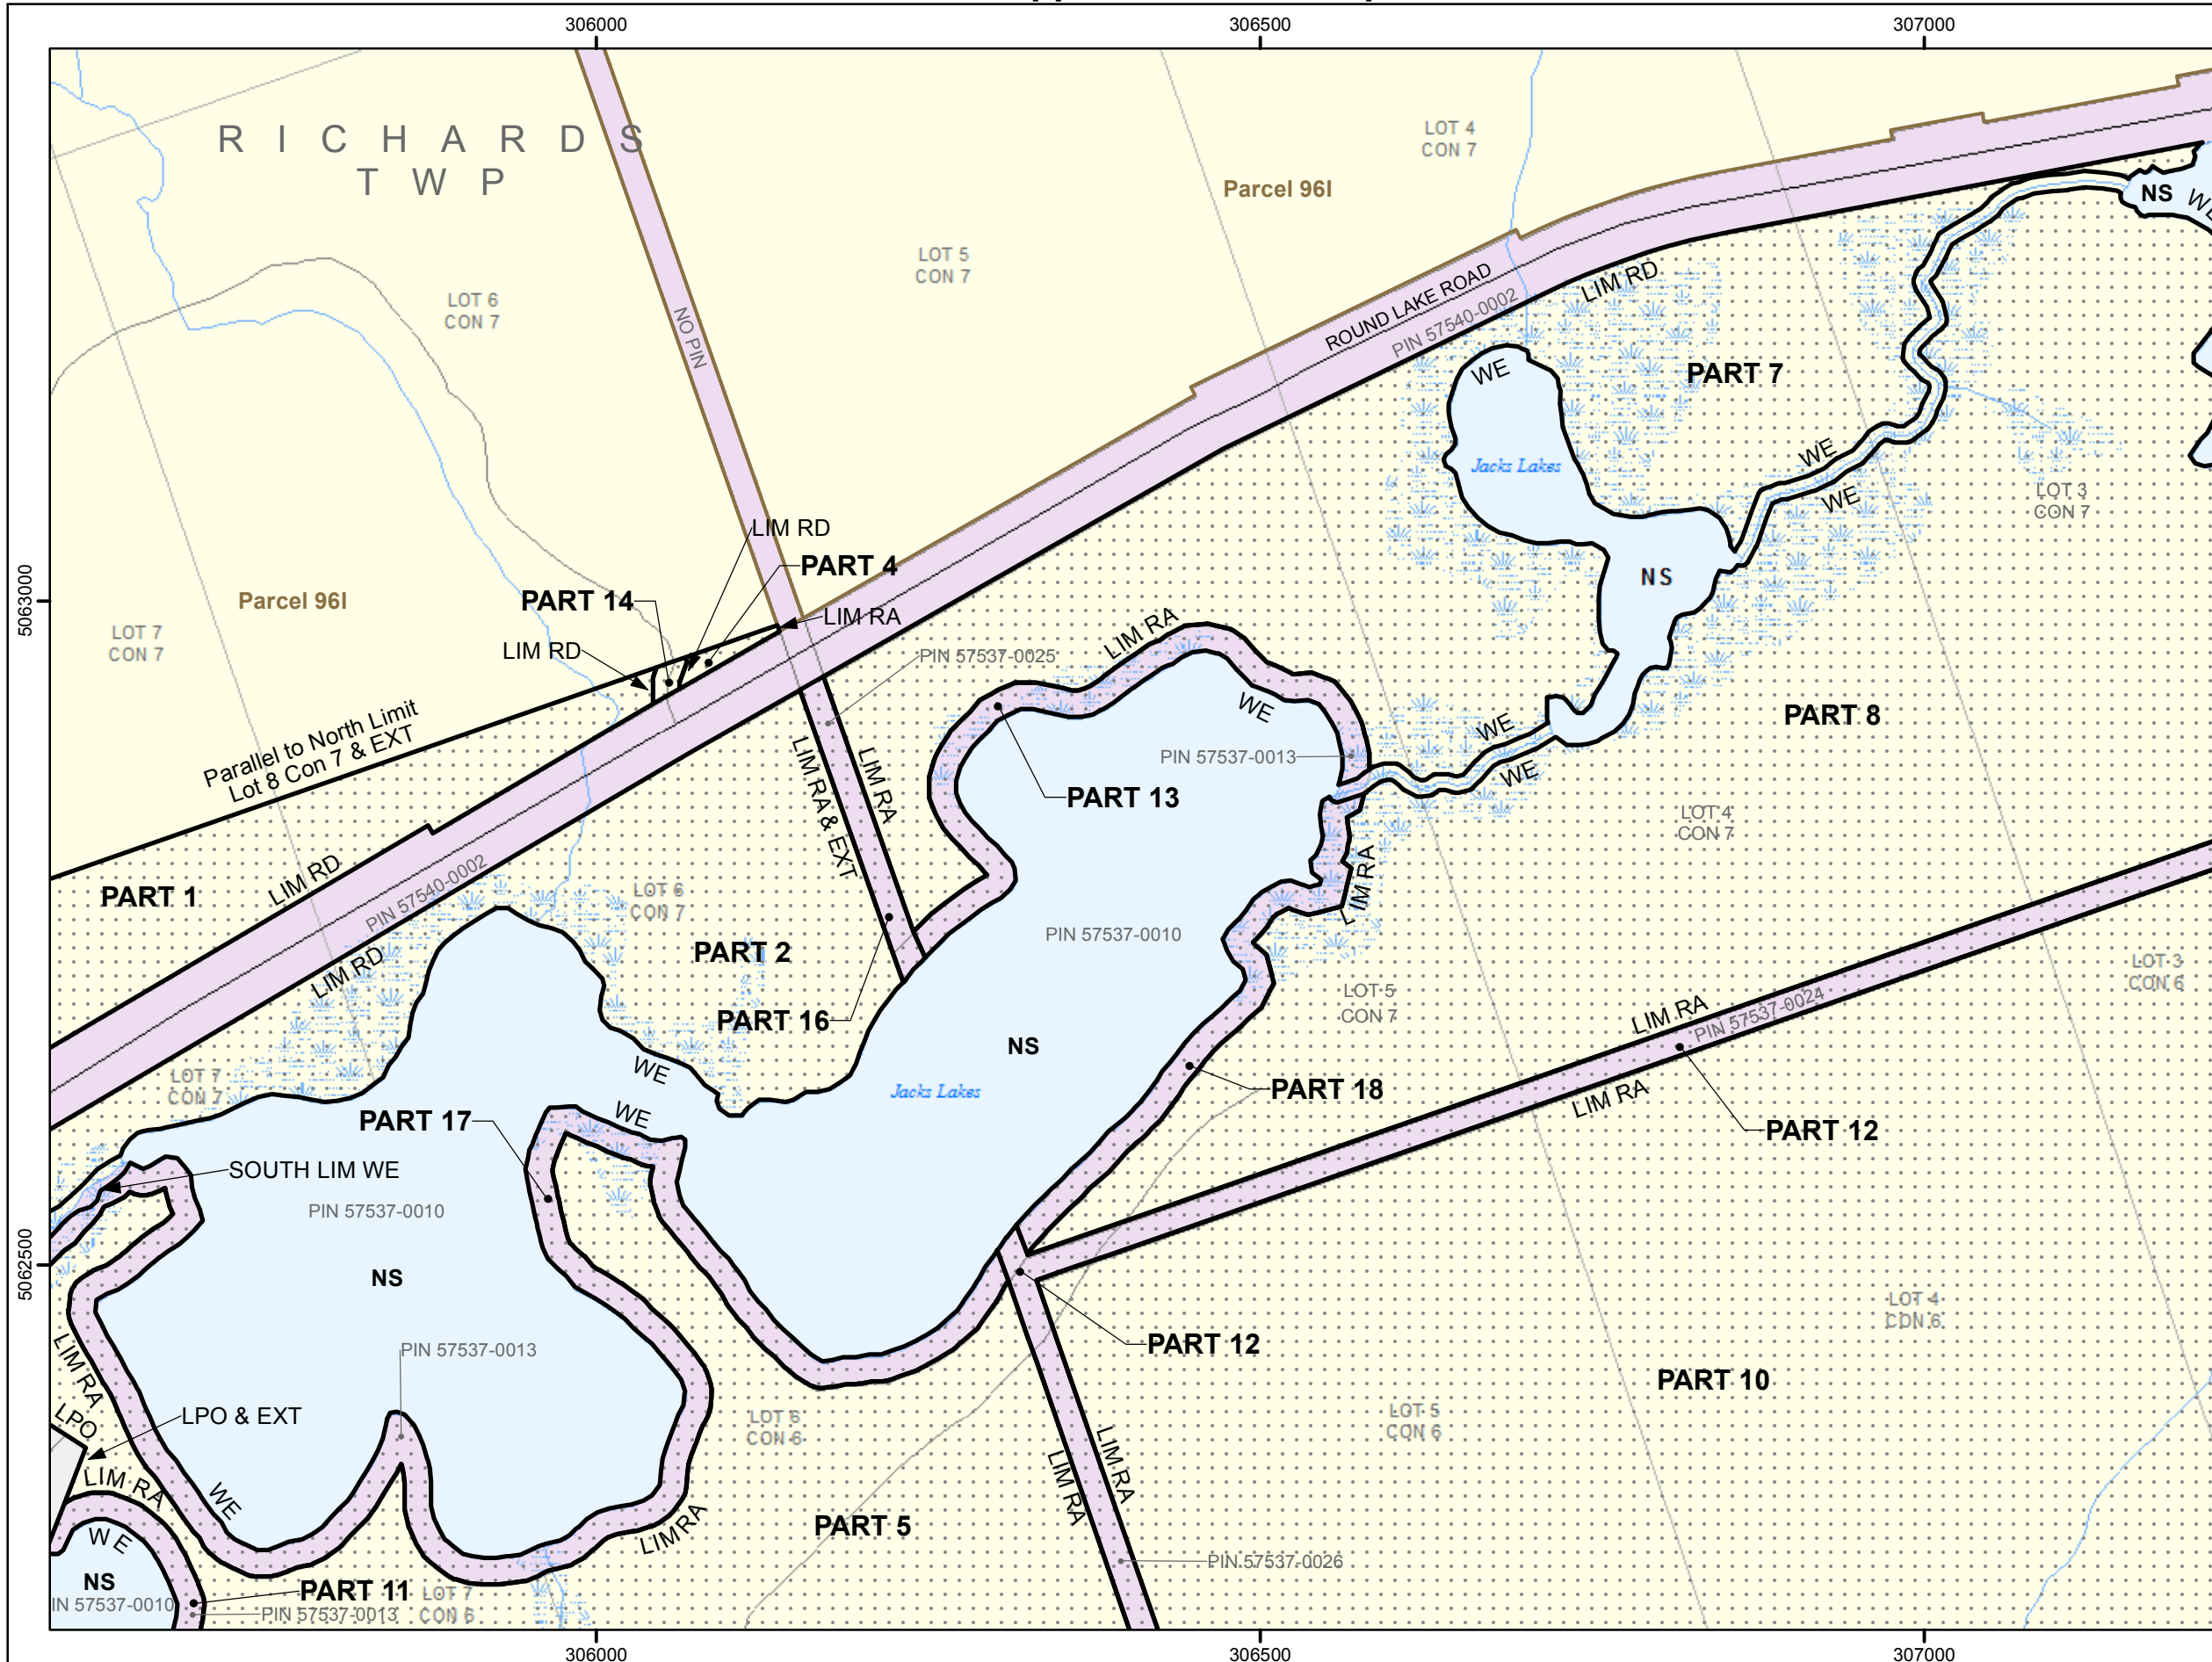 306000
306500
307000
R I C H A R D S
T W P
LOT 4
CON 7
Parcel 96I
NS
WE
LOT 5
CON 7
LOT 6
CON 7
NO PIN
ROUND LAKE ROAD
PIN 57540-0002
LIM RD
PART 7
WE
Jacks Lakes
WE
WE
LOT 3
CON 7
LIM RD
PART 4
NS
5063000
Parcel 96I
PART 14
LIM RA
LOT 7
CON 7
LIM RD
PIN 57537-0025
LIM RA
WE
PART 8
Parallel to North Limit
Lot 8 Con 7 & EXT
LIM RA & EXT
LIM RA
PIN 57537-0013
WE
WE
PART 13
LOT 4
CON 7
PART 1
LIM RD
PIN 57540-0002
LIM RD
LOT 6
CON 7
LIM RA
PART 2
PIN 57537-0010
LOT 5
CON 7
LOT 3
CON 6
PART 16
LIM RA
PIN 57537-0024
NS
LOT 7
CON 7
WE
Jacks Lakes
PART 18
LIM RA
PART 17
WE
PART 12
SOUTH LIM WE
PIN 57537-0010
5062500
NS
LOT 4
CON 6
PIN 57537-0013
LIM RA
PART 12
PART 10
LPO
LPO & EXT
LOT 6
CON 6
LOT 5
CON 6
LIM RA
WE
LIM RA
LIM RA
LIM RA
PART 5
WE
PIN 57537-0026
NS
IN 57537-0010
PART 11
LOT 7
CON 6
PIN 57537-0013
306000
306500
307000